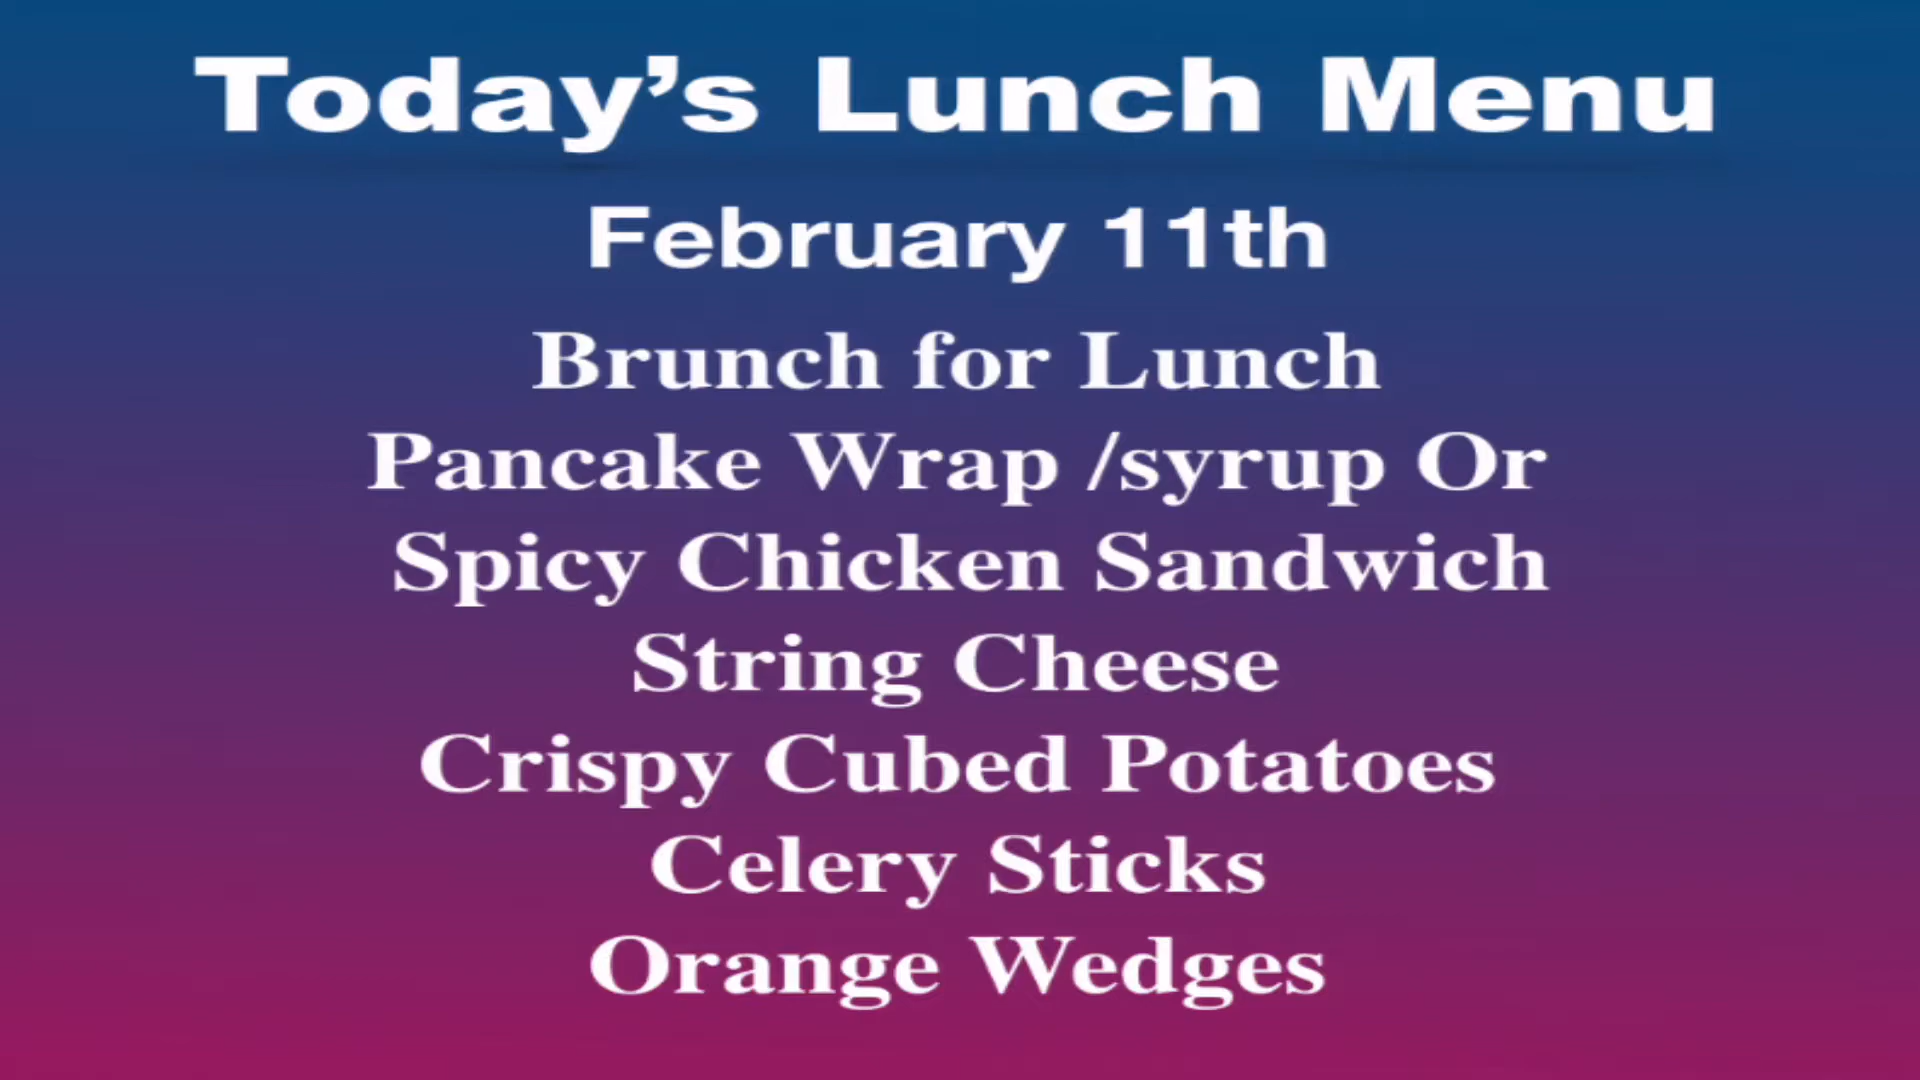 Today’s Lunch Menu
February 11th
Brunch for Lunch
Pancake Wrap /syrup Or
Spicy Chicken Sandwich
String Cheese
Crispy Cubed Potatoes
Celery Sticks
Orange Wedges